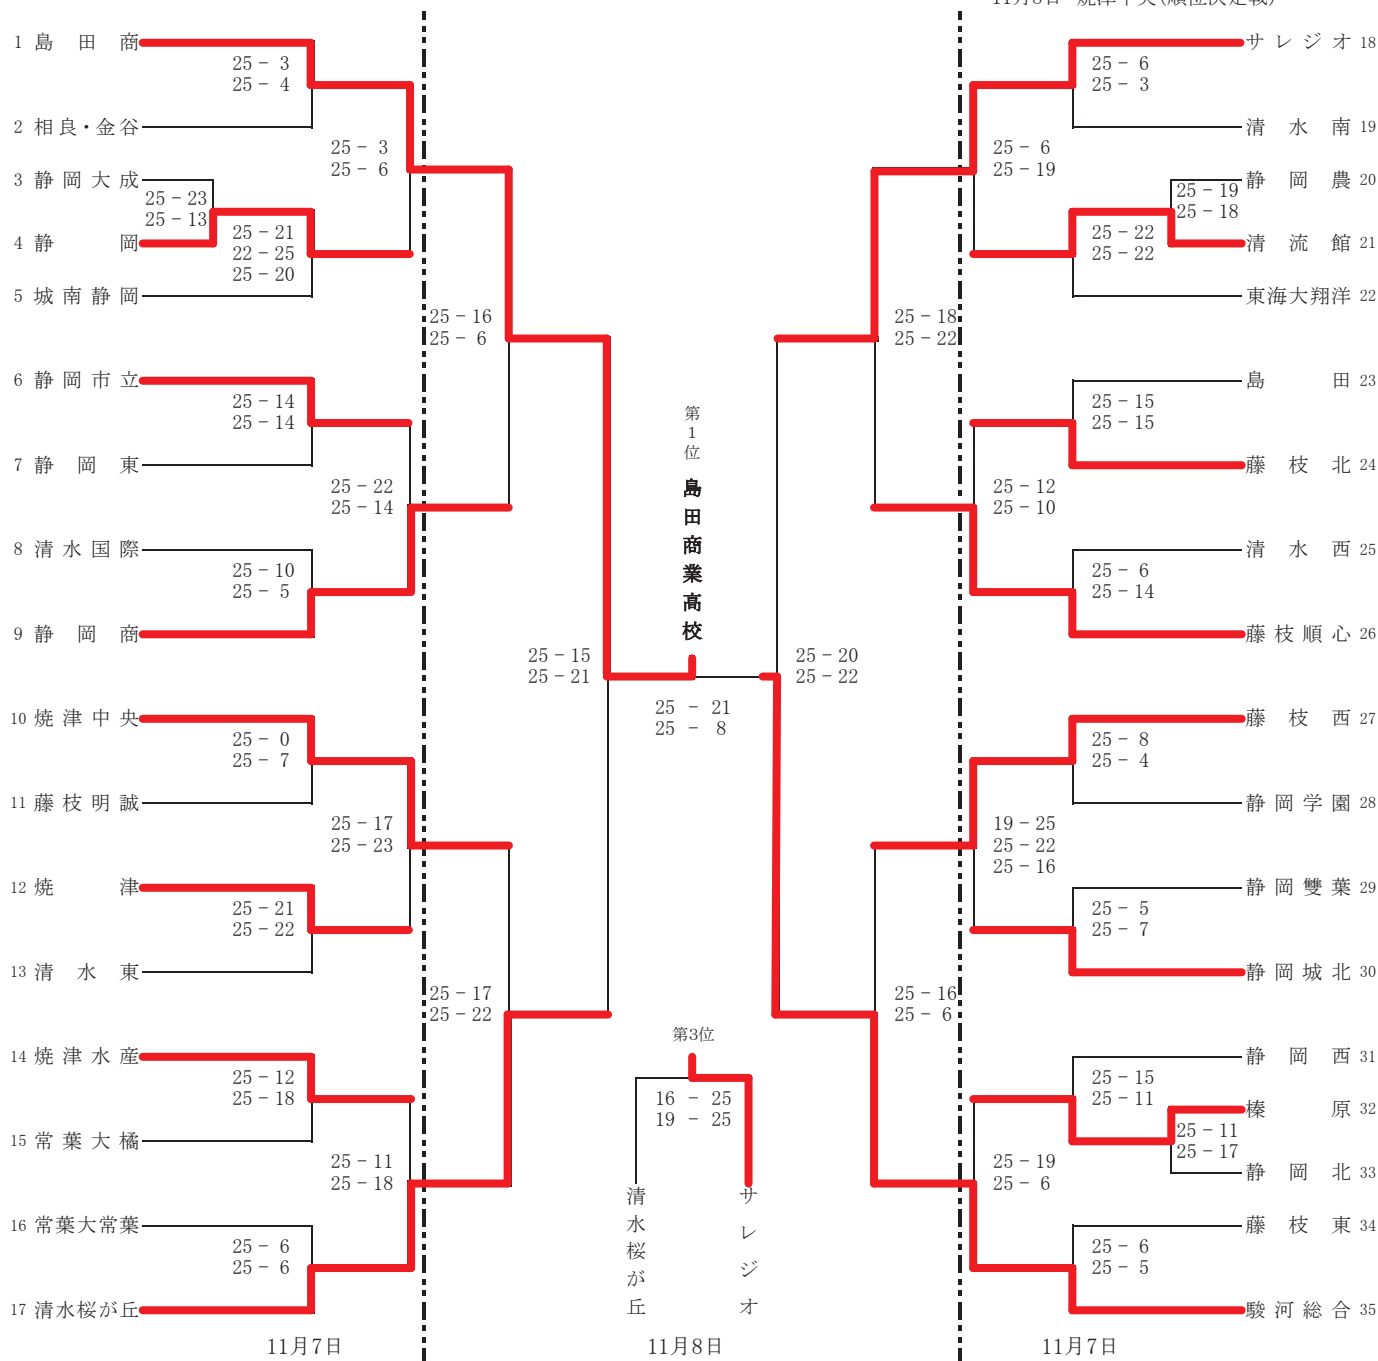 11月8日 焼津中央(順位決定戦)
1 島田商
25 − 3
25 − 4
2 相良・金谷
25 − 3
25 − 6
3 静岡大成
25 − 23
25 − 13
4 静岡
25 − 21
22 − 25
25 − 20
5 城南静岡
25 − 16
25 − 6
6 静岡市立
25 − 14
25 − 14
7 静岡東
25 − 22
25 − 14
8 清水国際
25 − 10
25 − 5
9 静岡商
25 − 15
25 − 21
10 焼津中央
25 − 0
25 − 7
11 藤枝明誠
25 − 17
25 − 23
12 焼津
25 − 21
25 − 22
13 清水東
25 − 17
25 − 22
14 焼津水産
25 − 12
25 − 18
15 常葉大橘
25 − 11
25 − 18
16 常葉大常葉
25 − 6
25 − 6
17 清水桜が丘
11月7日
第1位
島田商業高校
25 − 21
25 − 8
第3位
16 − 25
19 − 25
清水桜が丘
サレジオ
11月8日
サレジオ 18
25 − 6
25 − 3
清水南 19
25 − 6
25 − 19
静岡農 20
25 − 19
25 − 18
清流館 21
25 − 22
25 − 22
東海大翔洋 22
25 − 18
25 − 22
島田 23
25 − 15
25 − 15
藤枝北 24
25 − 12
25 − 10
清水西 25
25 − 6
25 − 14
藤枝順心 26
25 − 20
25 − 22
藤枝西 27
25 − 8
25 − 4
静岡学園 28
19 − 25
25 − 22
25 − 16
静岡雙葉 29
25 − 5
25 − 7
静岡城北 30
25 − 16
25 − 6
静岡西 31
25 − 15
25 − 11
榛原 32
25 − 11
25 − 17
静岡北 33
25 − 19
25 − 6
藤枝東 34
25 − 6
25 − 5
駿河総合 35
11月7日